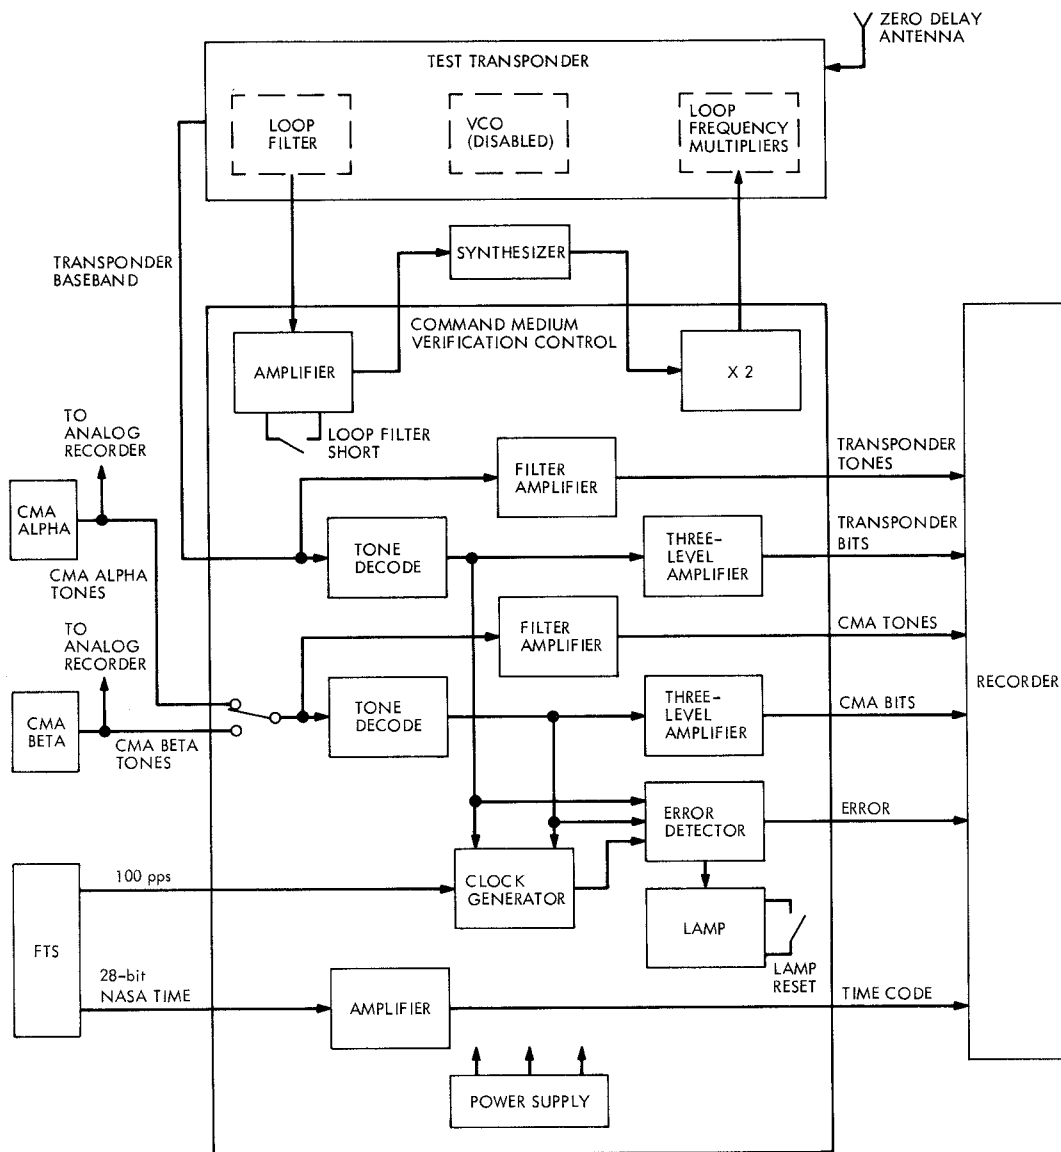 ZERO DELAY
ANTENNA
TEST TRANSPONDER
LOOP
FILTER
VCO
(DISABLED)
LOOP
FREQUENCY
MULTIPLIERS
TRANSPONDER
BASEBAND
SYNTHESIZER
COMMAND MEDIUM
VERIFICATION CONTROL
AMPLIFIER
X 2
LOOP FILTER
SHORT
TO
ANALOG
RECORDER
CMA
ALPHA
CMA ALPHA
TONES
FILTER
AMPLIFIER
TRANSPONDER
TONES
TONE
DECODE
THREE-
LEVEL
AMPLIFIER
TRANSPONDER
BITS
TO
ANALOG
RECORDER
FILTER
AMPLIFIER
CMA TONES
RECORDER
CMA
BETA
CMA BETA
TONES
TONE
DECODE
THREE-
LEVEL
AMPLIFIER
CMA BITS
ERROR
DETECTOR
ERROR
100 pps
CLOCK
GENERATOR
LAMP
LAMP
RESET
FTS
28-bit
NASA TIME
AMPLIFIER
TIME CODE
POWER SUPPLY